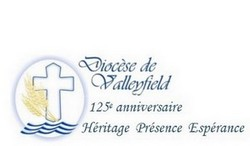 Diocèse de
Valleyfield
125e anniversaire
Héritage Présence Espérance